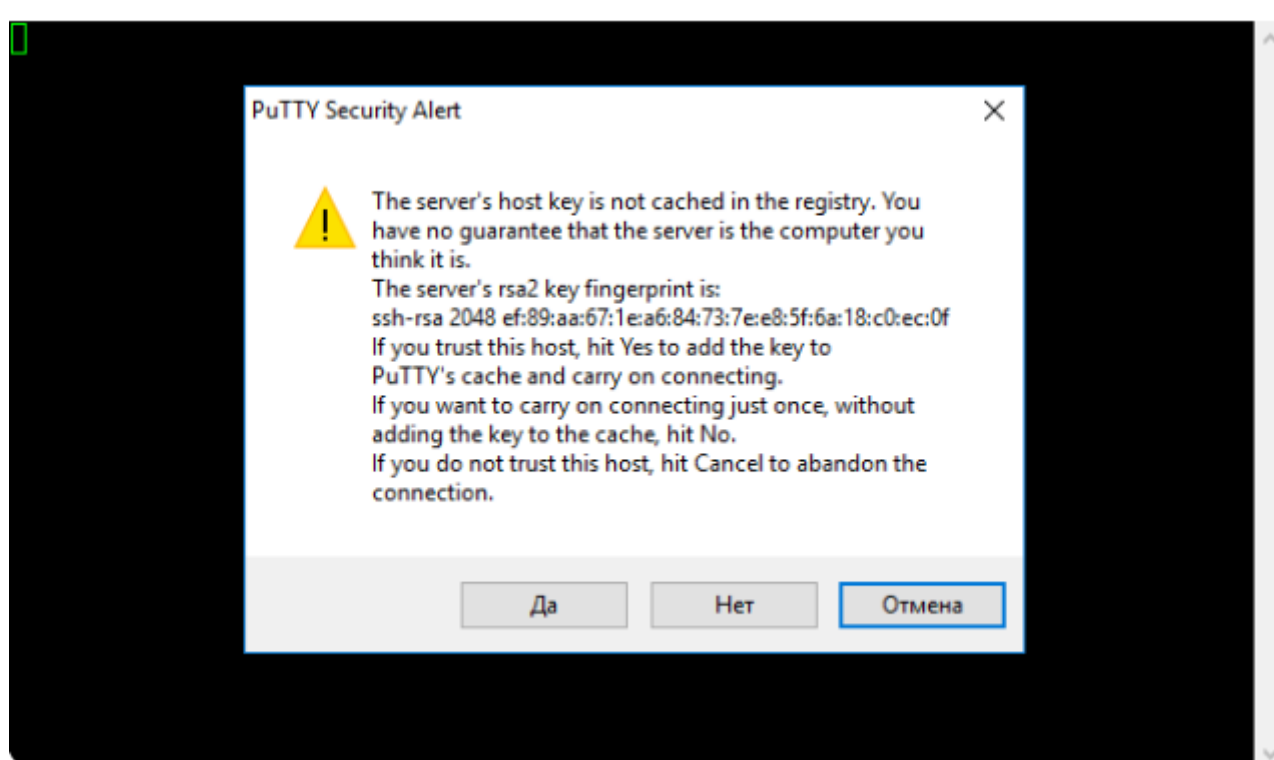 PuTTY Security Alert
The server's host key is not cached in the registry. You
have no guarantee that the server is the computer you
think it is.
The server's rsa2 key fingerprint is:
ssh-rsa 2048 ef:89:aa:67:1e:a6:84:73:7e:e8:5f:6a:18:c0:ec:0f
If you trust this host, hit Yes to add the key to
PuTTY's cache and carry on connecting.
If you want to carry on connecting just once, without
adding the key to the cache, hit No.
If you do not trust this host, hit Cancel to abandon the
connection.
Да Нет Отмена